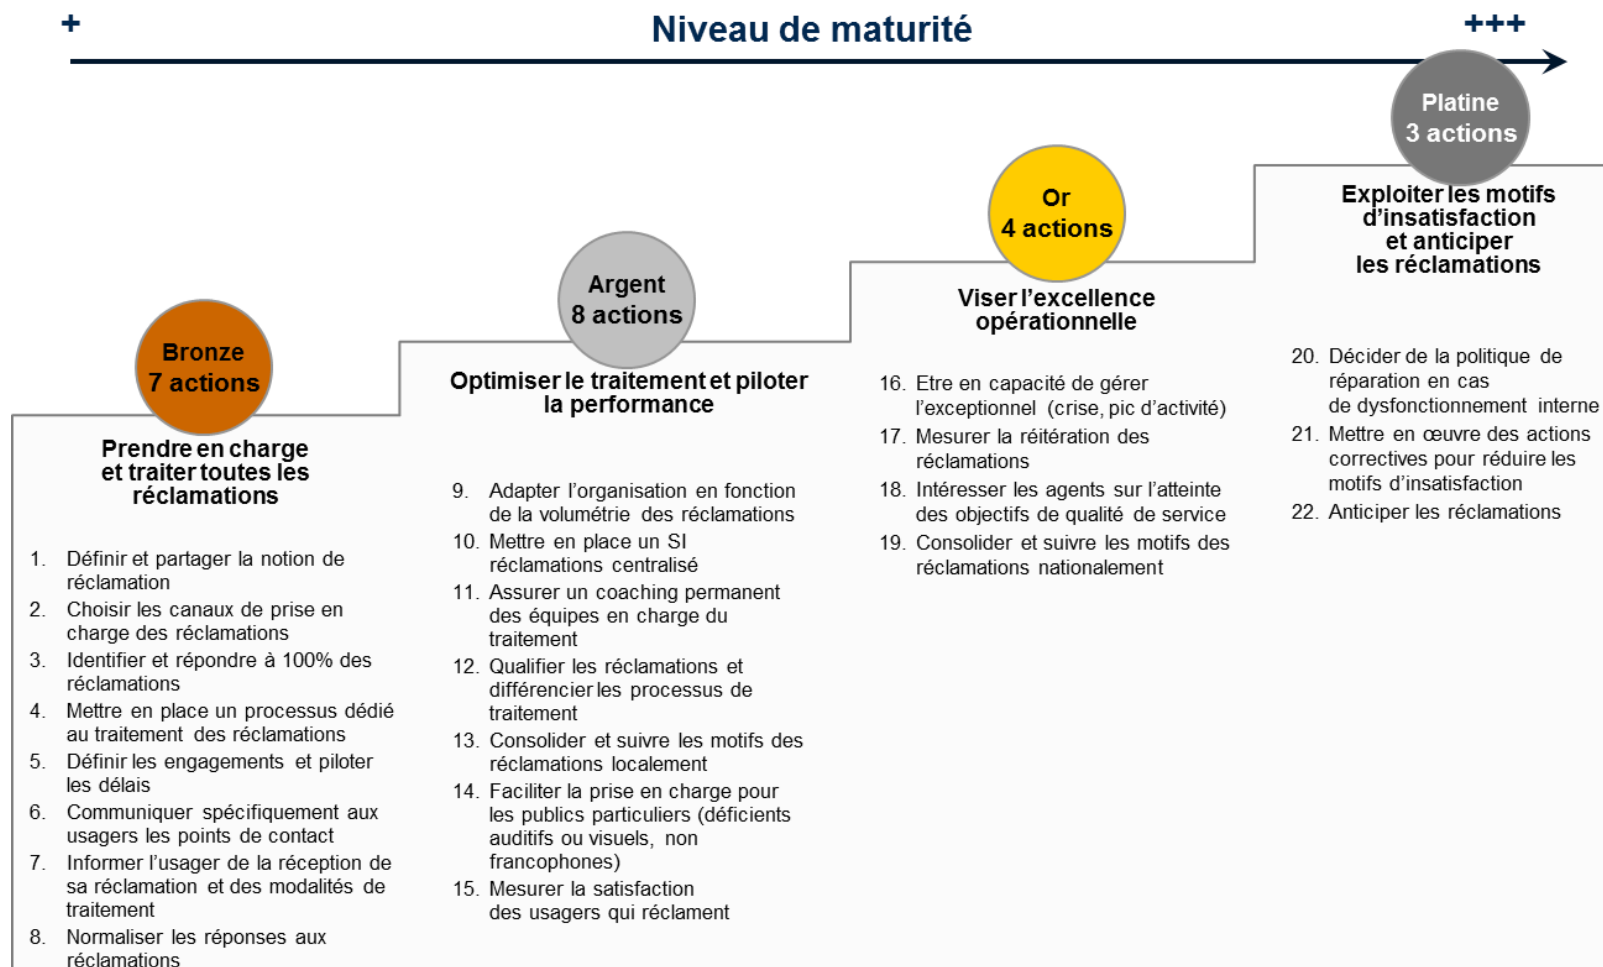 +
Niveau de maturité
+++
Bronze
7 actions
Prendre en charge
et traiter toutes les
réclamations
1. Définir et partager la notion de
réclamation
2. Choisir les canaux de prise en
charge des réclamations
3. Identifier et répondre à 100% des
réclamations
4. Mettre en place un processus dédié
au traitement des réclamations
5. Définir les engagements et piloter
les délais
6. Communiquer spécifiquement aux
usagers les points de contact
7. Informer l’usager de la réception de
sa réclamation et des modalités de
traitement
8. Normaliser les réponses aux
réclamations
Argent
8 actions
Optimiser le traitement et piloter
la performance
9. Adapter l’organisation en fonction
de la volumétrie des réclamations
10. Mettre en place un SI
réclamations centralisé
11. Assurer un coaching permanent
des équipes en charge du
traitement
12. Qualifier les réclamations et
différencier les processus de
traitement
13. Consolider et suivre les motifs des
réclamations localement
14. Faciliter la prise en charge pour
les publics particuliers (déficients
auditifs ou visuels, non
francophones)
15. Mesurer la satisfaction
des usagers qui réclament
Or
4 actions
Viser l’excellence
opérationnelle
16. Etre en capacité de gérer
l’exceptionnel (crise, pic d’activité)
17. Mesurer la réitération des
réclamations
18. Intéresser les agents sur l’atteinte
des objectifs de qualité de service
19. Consolider et suivre les motifs des
réclamations nationalement
Platine
3 actions
Exploiter les motifs
d’insatisfaction
et anticiper
les réclamations
20. Décider de la politique de
réparation en cas
de dysfonctionnement interne
21. Mettre en œuvre des actions
correctives pour réduire les
motifs d’insatisfaction
22. Anticiper les réclamations